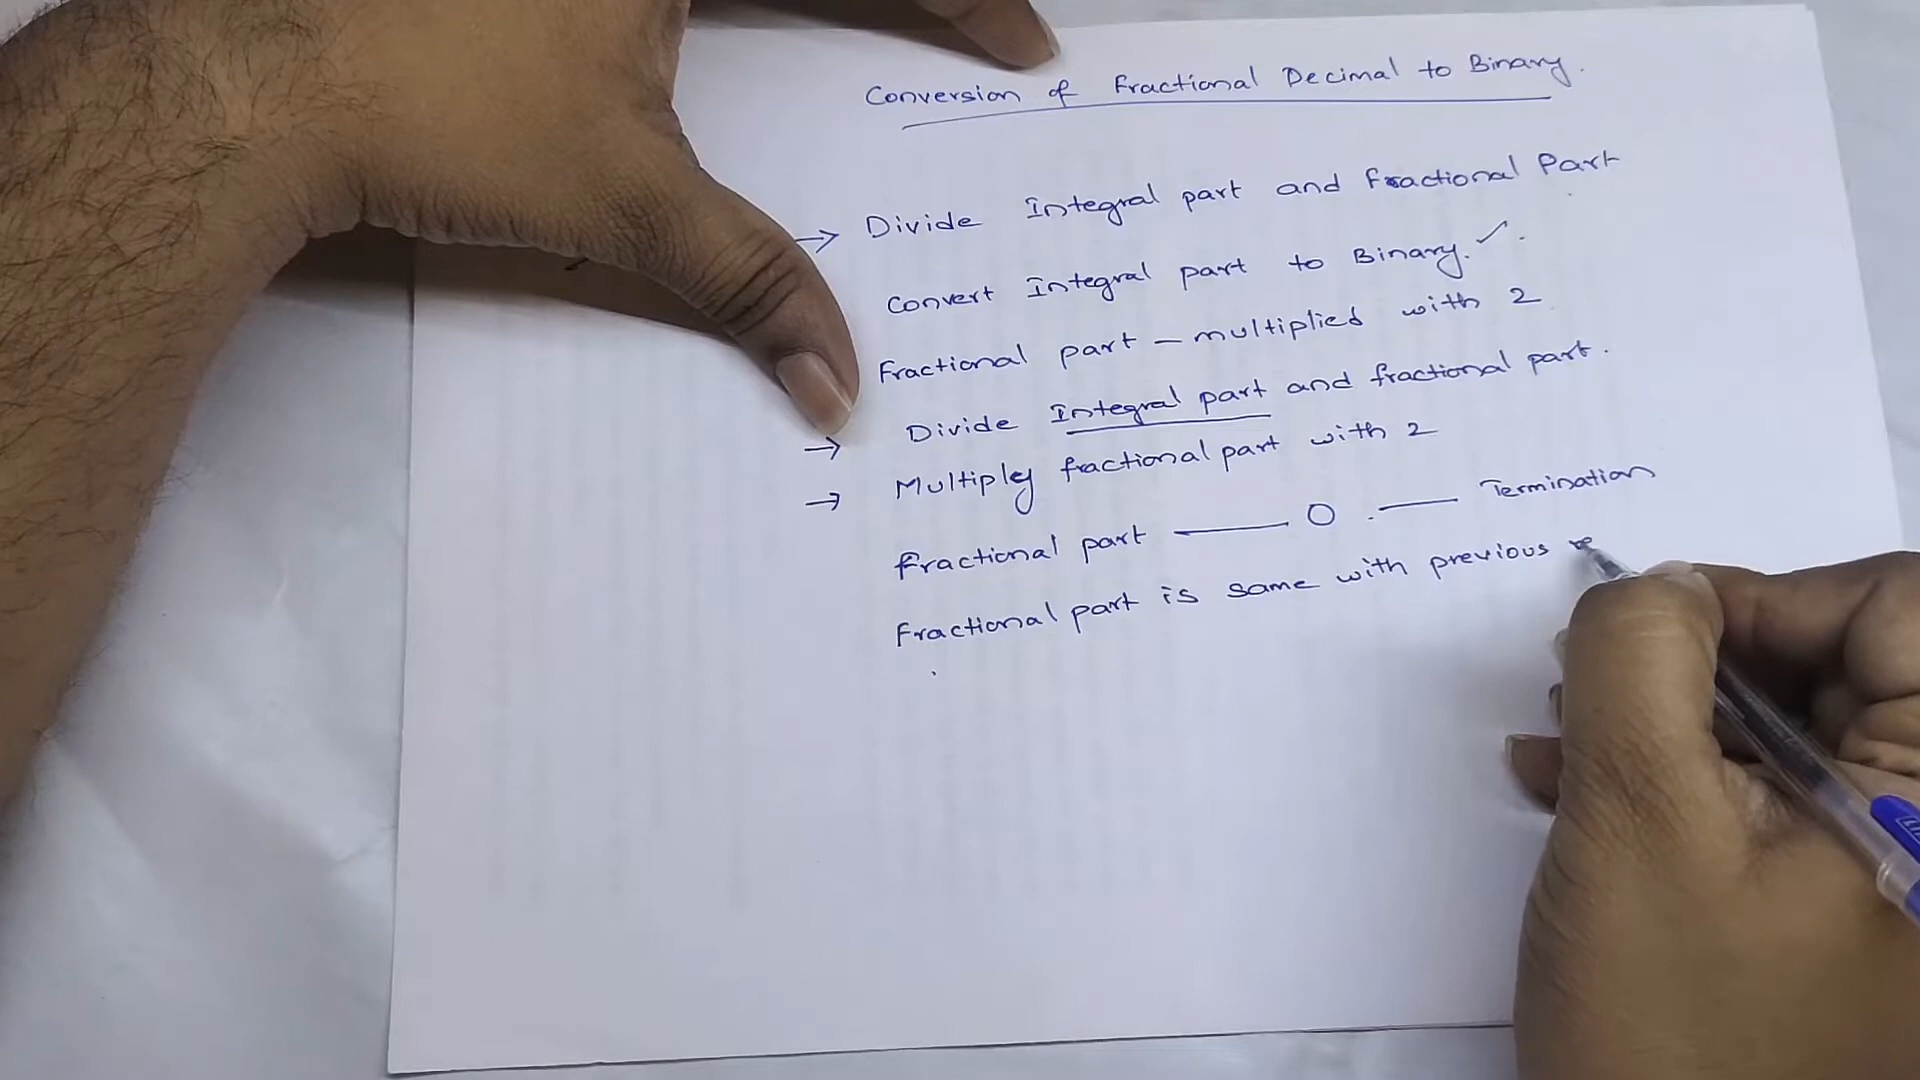 Conversion of Fractional Decimal to Binary.
→ Divide Integral part and Fractional Part
Convert Integral part to Binary. ✓.
Fractional part — multiplied with 2
→ Divide Integral part and fractional part.
→ Multiply fractional part with 2
Fractional part —— 0 . —— Termination
Fractional part is same with previous